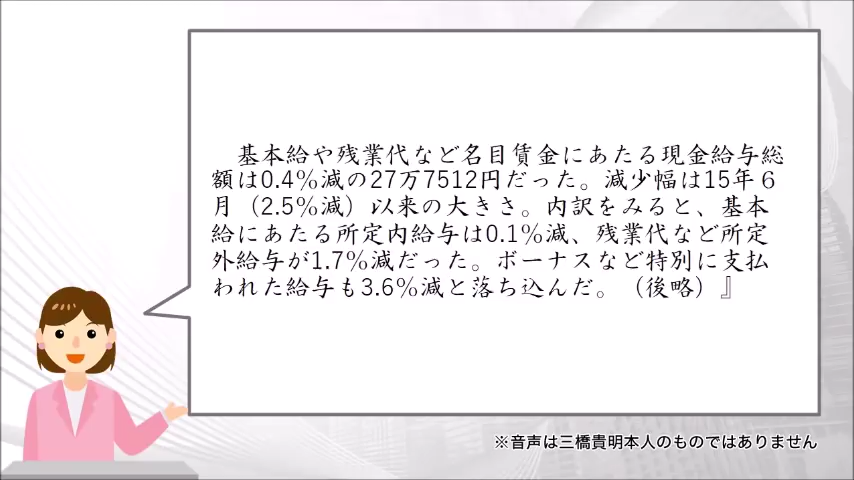 基本給や残業代など名目賃金にあたる現金給与総
額は0.4%減の27万7512円だった。減少幅は15年６
月（2.5%減）以来の大きさ。内訳をみると、基本
給にあたる所定内給与は0.1%減、残業代など所定
外給与が1.7%減だった。ボーナスなど特別に支払
われた給与も3.6%減と落ち込んだ。（後略）』
※音声は三橋貴明本人のものではありません